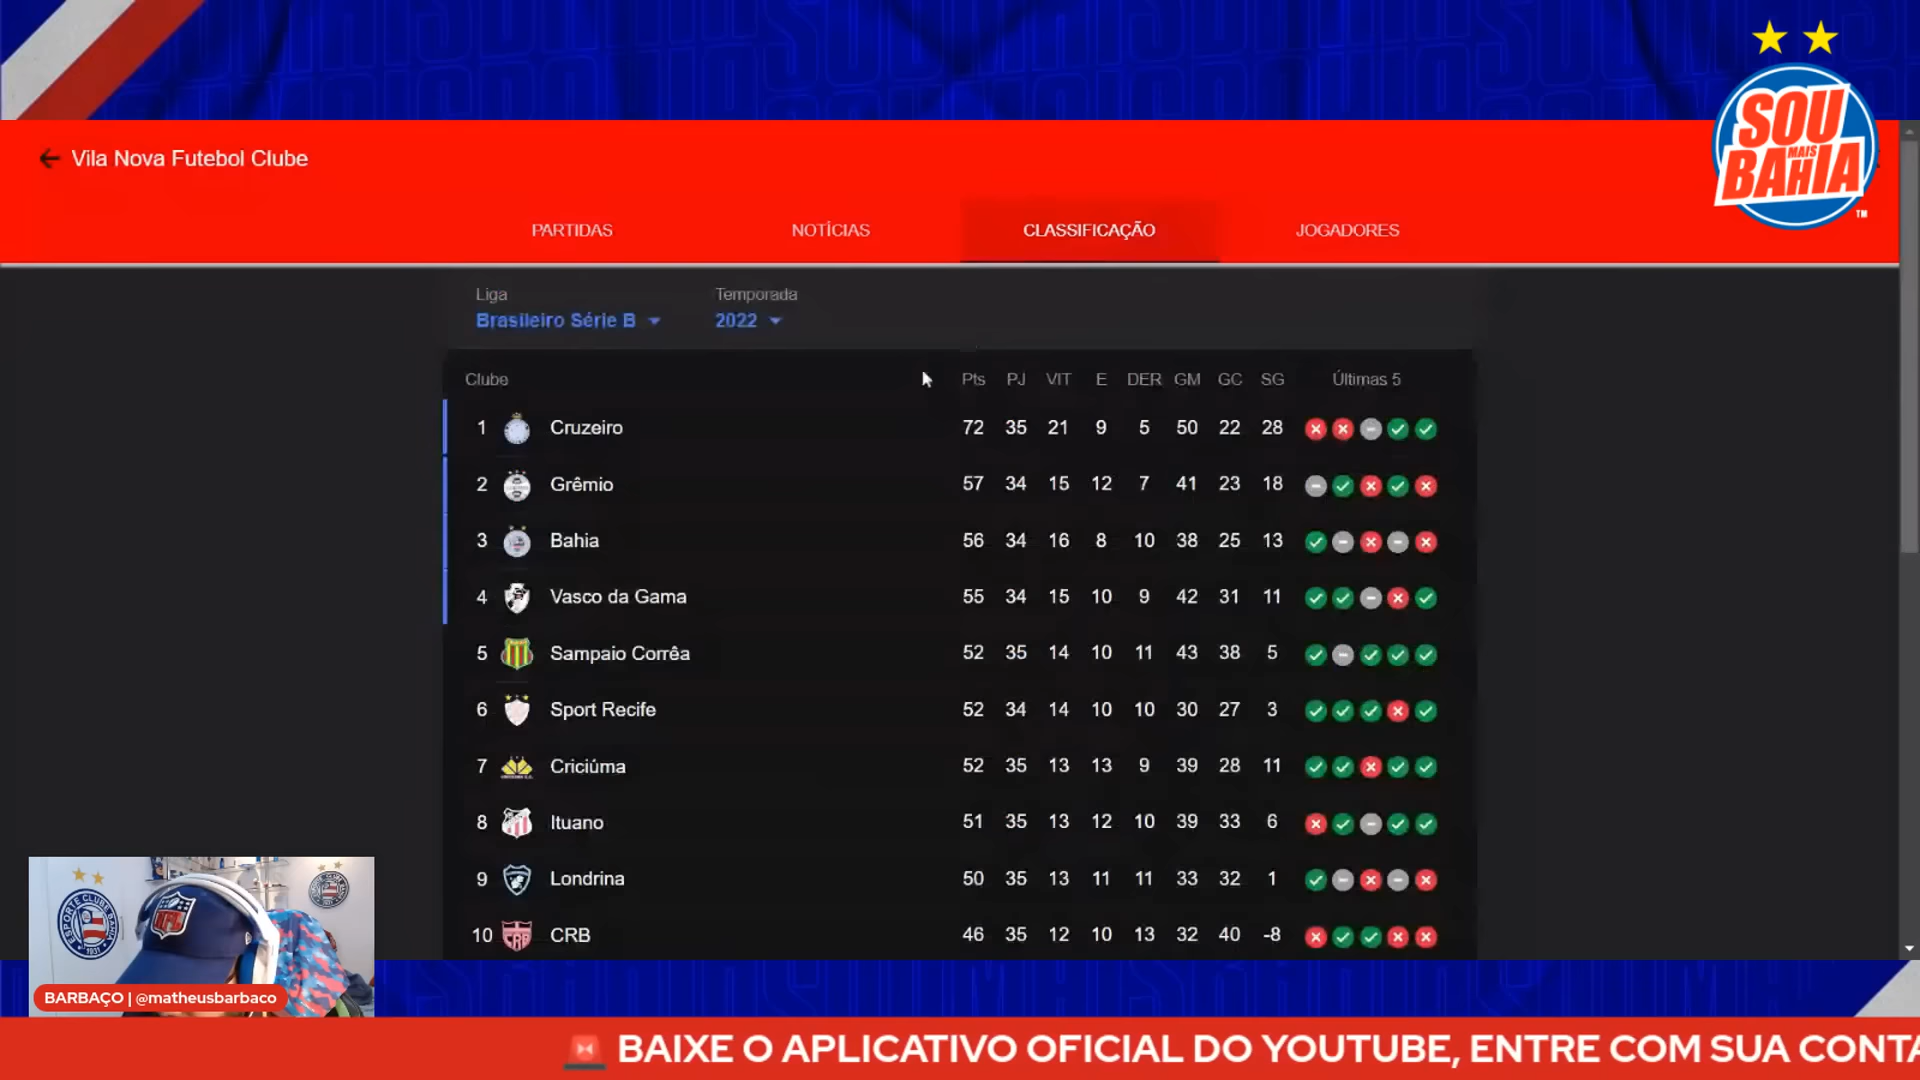 SOU
MAIS
BAHIA
TM
Vila Nova Futebol Clube
PARTIDAS NOTÍCIAS CLASSIFICAÇÃO JOGADORES
Liga Temporada
Brasileiro Série B 2022
Clube Pts PJ VIT E DER GM GC SG Últimas 5
1 Cruzeiro 72 35 21 9 5 50 22 28
2 Grêmio 57 34 15 12 7 41 23 18
3 Bahia 56 34 16 8 10 38 25 13
4 Vasco da Gama 55 34 15 10 9 42 31 11
5 Sampaio Corrêa 52 35 14 10 11 43 38 5
6 Sport Recife 52 34 14 10 10 30 27 3
7 Criciúma 52 35 13 13 9 39 28 11
8 Ituano 51 35 13 12 10 39 33 6
9 Londrina 50 35 13 11 11 33 32 1
10 CRB 46 35 12 10 13 32 40 -8
ESPORTE CLUBE BAHIA
1931
NFL
BARBAÇO | @matheusbarbaco
BAIXE O APLICATIVO OFICIAL DO YOUTUBE, ENTRE COM SUA CONTA